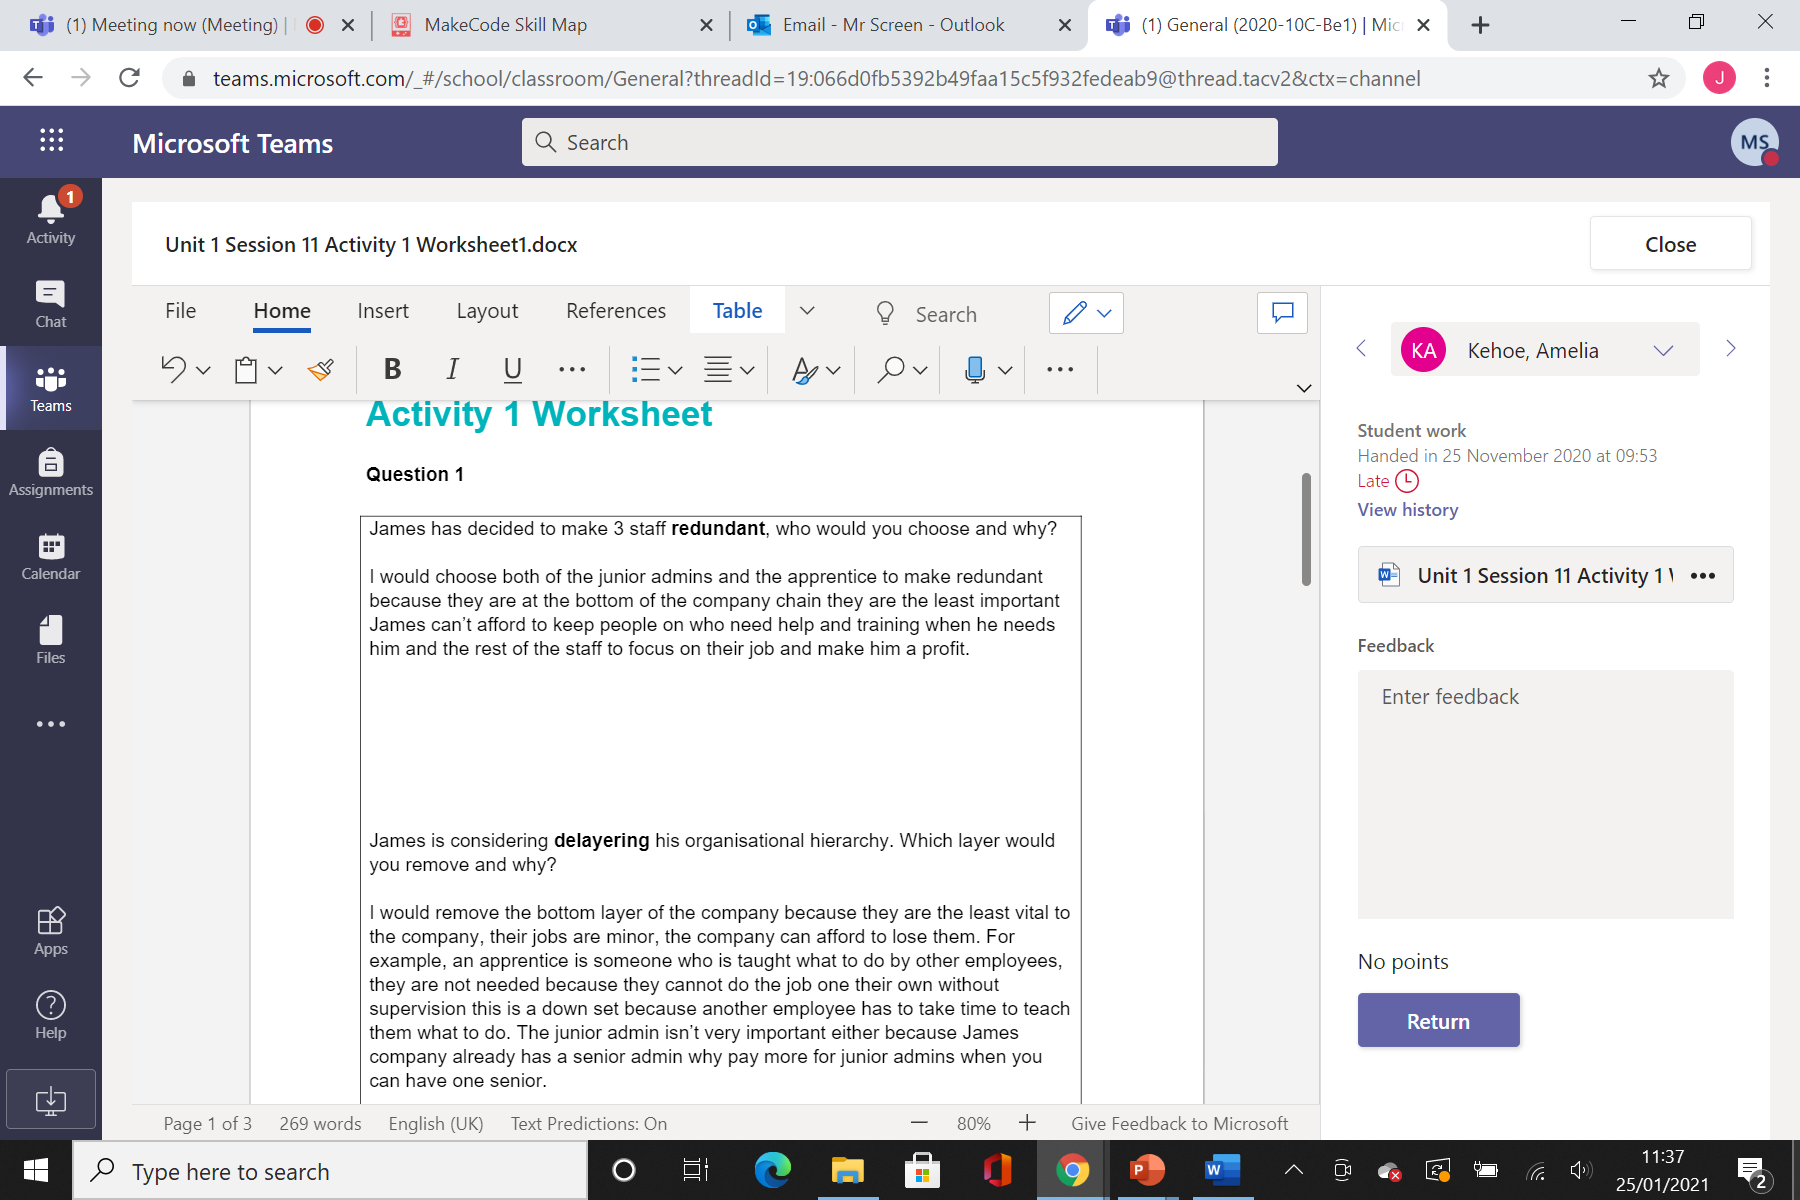 (1) Meeting now (Meeting) |
MakeCode Skill Map
Email - Mr Screen - Outlook
(1) General (2020-10C-Be1) | Mic
teams.microsoft.com/_#/school/classroom/General?threadId=19:066d0fb5392b49faa15c5f932fedeab9@thread.tacv2&ctx=channel
J
Microsoft Teams
Search
MS
1
Activity
Chat
Teams
Assignments
Calendar
Files
Apps
Help
Unit 1 Session 11 Activity 1 Worksheet1.docx
Close
File
Home
Insert
Layout
References
Table
Search
B
I
U
Activity 1 Worksheet
Question 1
James has decided to make 3 staff redundant, who would you choose and why?
I would choose both of the junior admins and the apprentice to make redundant
because they are at the bottom of the company chain they are the least important
James can't afford to keep people on who need help and training when he needs
him and the rest of the staff to focus on their job and make him a profit.
James is considering delayering his organisational hierarchy. Which layer would
you remove and why?
I would remove the bottom layer of the company because they are the least vital to
the company, their jobs are minor, the company can afford to lose them. For
example, an apprentice is someone who is taught what to do by other employees,
they are not needed because they cannot do the job one their own without
supervision this is a down set because another employee has to take time to teach
them what to do. The junior admin isn't very important either because James
company already has a senior admin why pay more for junior admins when you
can have one senior.
Page 1 of 3
269 words
English (UK)
Text Predictions: On
80%
Give Feedback to Microsoft
KA
Kehoe, Amelia
Student work
Handed in 25 November 2020 at 09:53
Late
View history
Unit 1 Session 11 Activity 1
Feedback
Enter feedback
No points
Return
Type here to search
11:37
25/01/2021
2